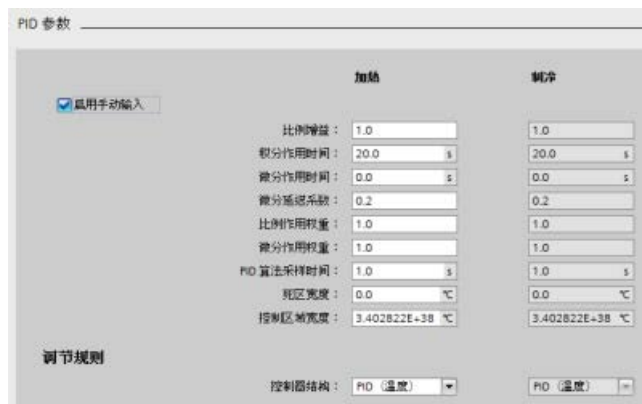 PID 参数
加热 制冷
启用手动输入
比例增益： 1.0 1.0
积分作用时间： 20.0 s 20.0 s
微分作用时间： 0.0 s 0.0 s
微分延迟系数： 0.2 0.2
比例作用权重： 1.0 1.0
微分作用权重： 1.0 1.0
PID 算法采样时间： 1.0 s 1.0 s
死区宽度： 0.0 ℃ 0.0 ℃
控制区域宽度： 3.402822E+38 ℃ 3.402822E+38 ℃
调节规则
控制器结构： PID （温度） PID （温度）